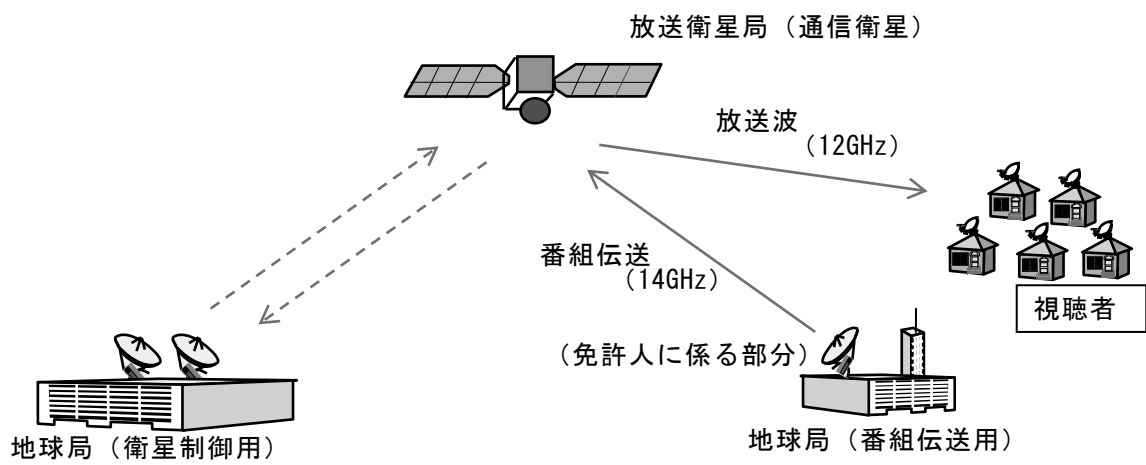 放送衛星局（通信衛星）
放送波
（12GHz）
番組伝送
（14GHz）
視聴者
（免許人に係る部分）
地球局（衛星制御用）
地球局（番組伝送用）